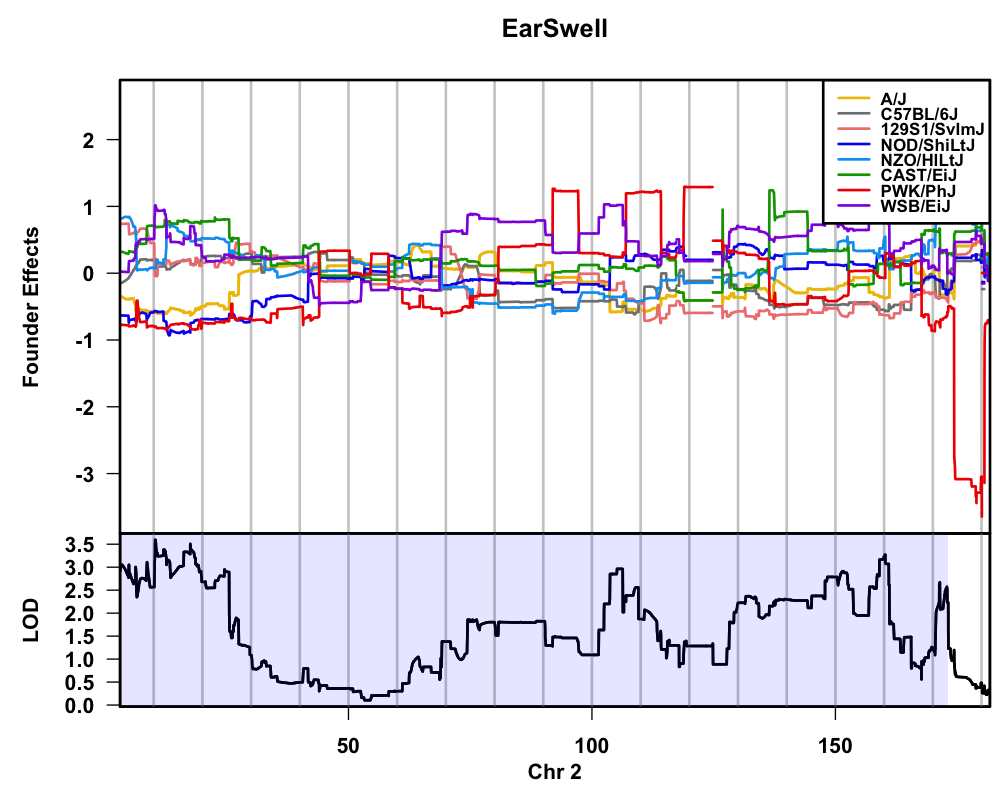 EarSwell
A/J
C57BL/6J
129S1/SvImJ
NOD/ShiLtJ
NZO/HlLtJ
CAST/EiJ
PWK/PhJ
WSB/EiJ
Founder Effects
2
1
0
-1
-2
-3
LOD
3.5
3.0
2.5
2.0
1.5
1.0
0.5
0.0
50 100 150
Chr 2